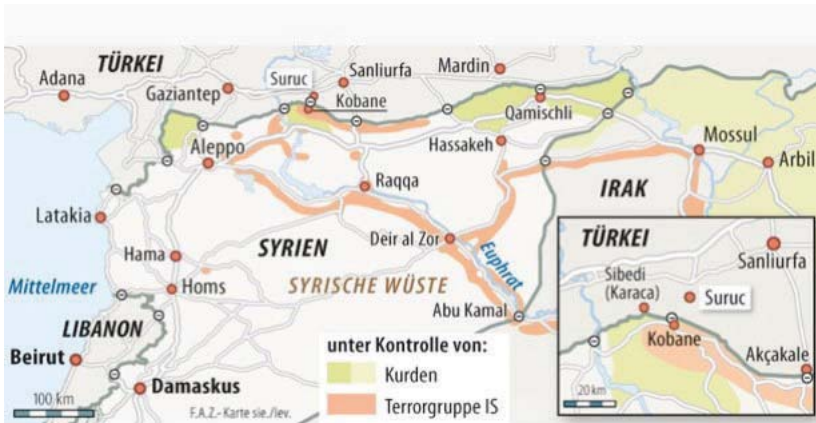 TÜRKEI
Adana
Gaziantep
Suruc
Sanliurfa
Mardin
Kobane
Qamischli
Aleppo
Hassakeh
Mossul
Arbil
Raqqa
IRAK
Latakia
Deir al Zor
SYRIEN
Hama
Euphrat
SYRISCHE WÜSTE
Mittelmeer
Homs
Abu Kamal
LIBANON
Beirut
Damaskus
100 km
F.A.Z.-Karte sie./lev.
unter Kontrolle von:
Kurden
Terrorgruppe IS
TÜRKEI
Sanliurfa
Sibedi
(Karaca)
Suruc
Kobane
Akçakale
20 km